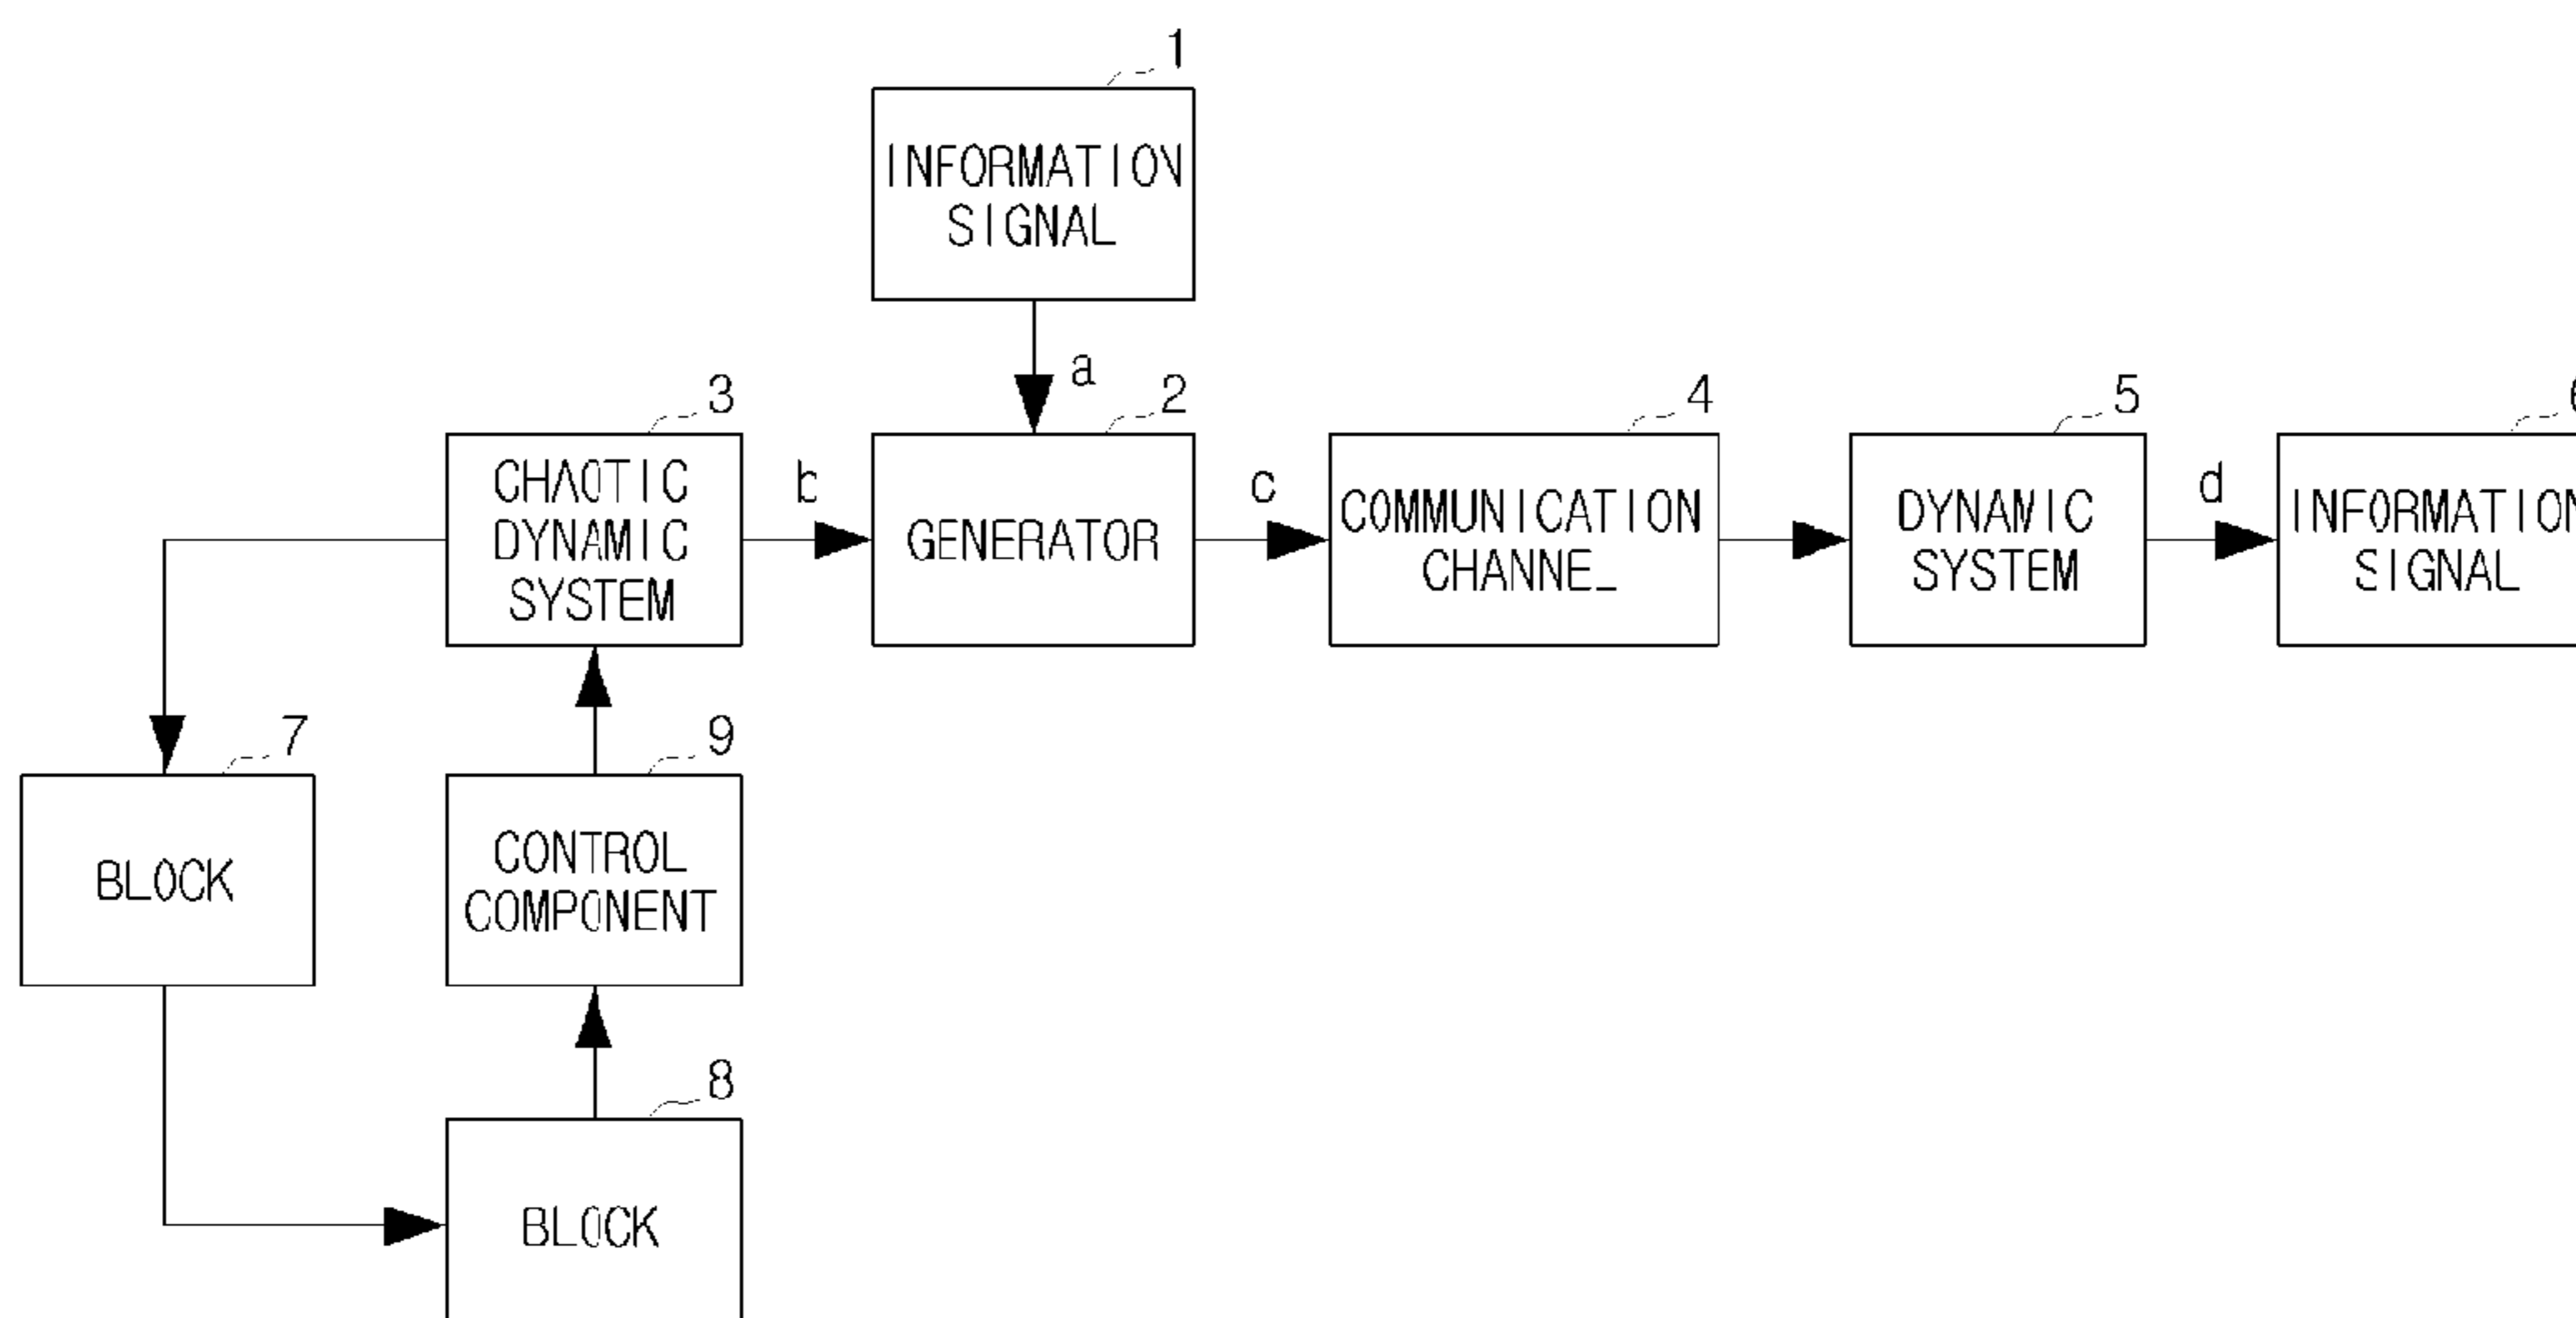 1
INFORMATION
SIGNAL
a
3
2
4
5
6
CHAOTIC
DYNAMIC
SYSTEM
b
GENERATOR
c
COMMUNICATION
CHANNEL
DYNAMIC
SYSTEM
d
INFORMATION
SIGNAL
7
9
BLOCK
CONTROL
COMPONENT
8
BLOCK